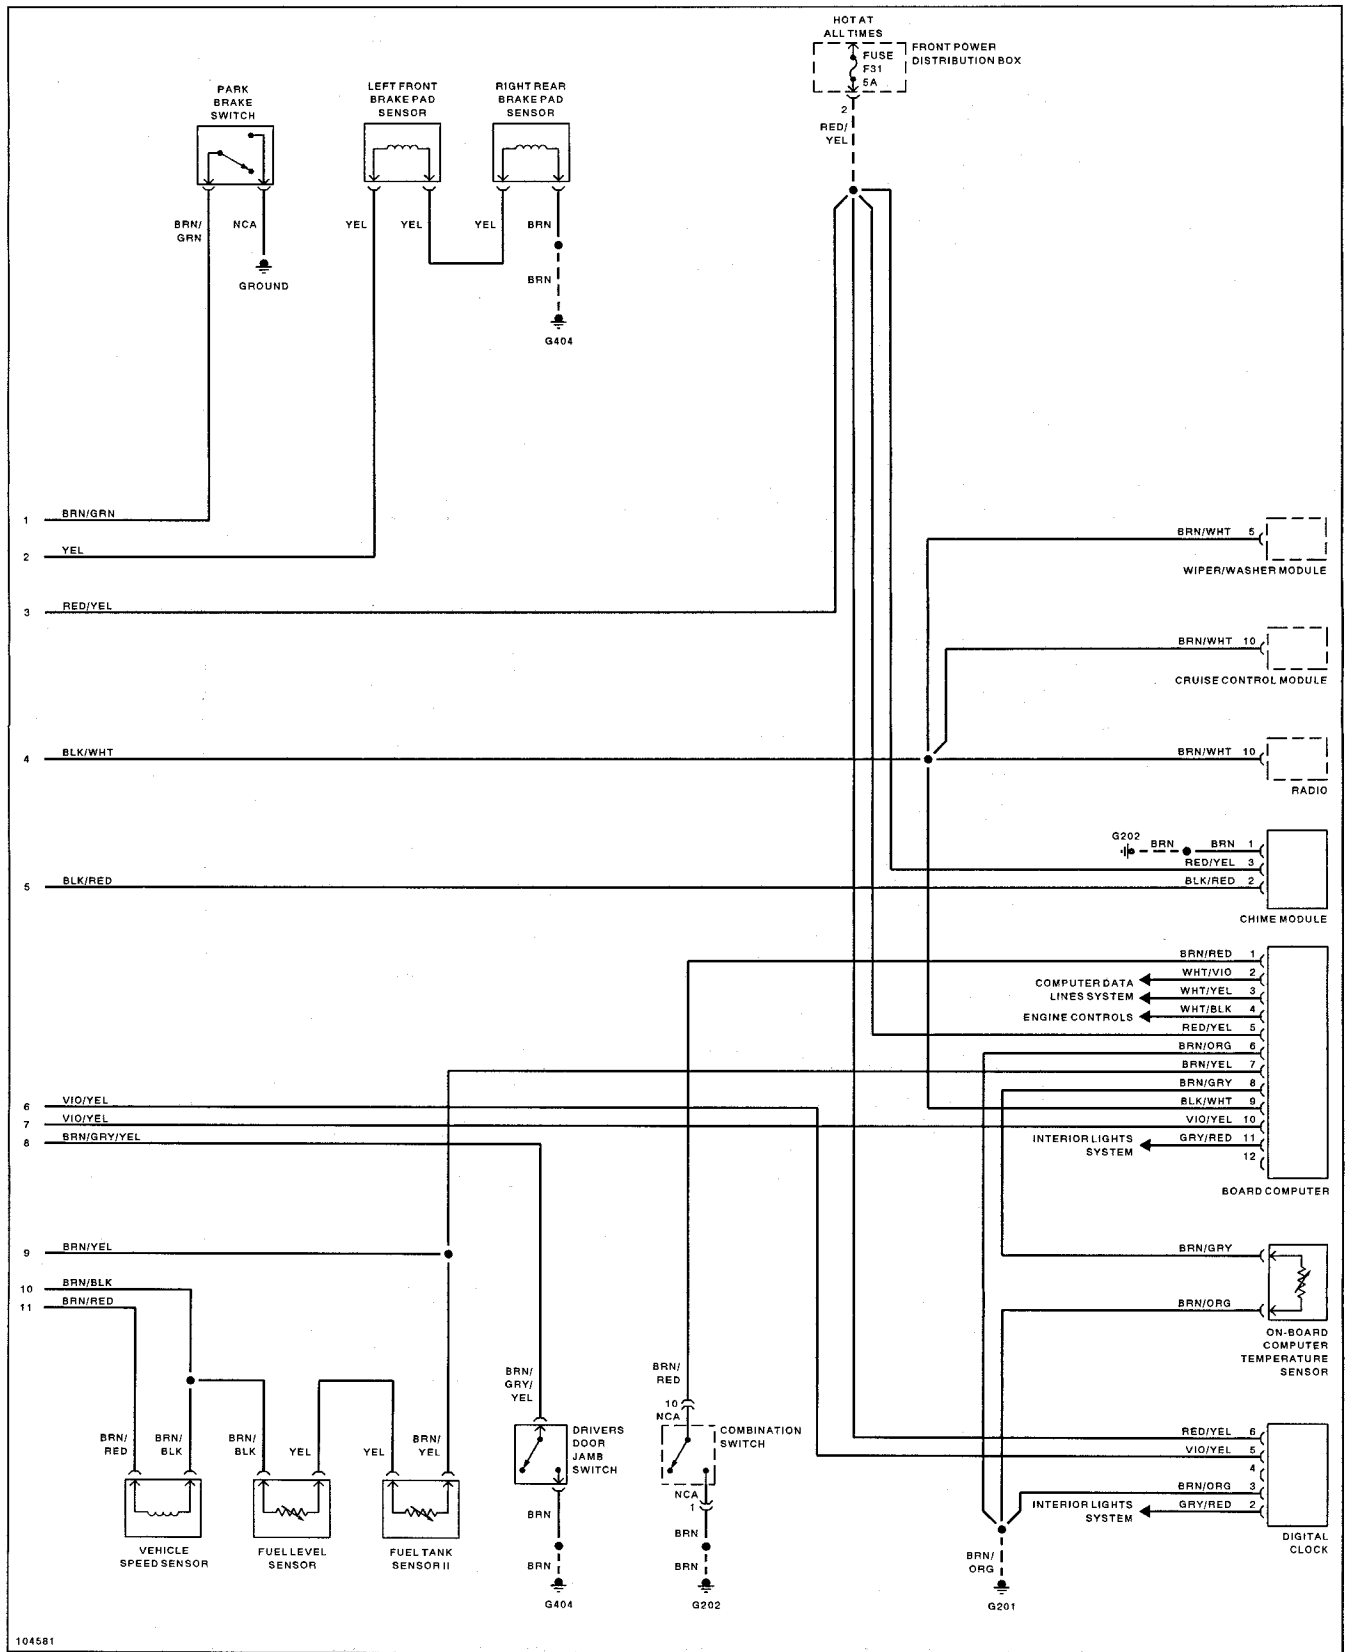 HOT AT
ALL TIMES
FUSE
F31
5A
FRONT POWER
DISTRIBUTION BOX
2
RED/
YEL
PARK
BRAKE
SWITCH
LEFT FRONT
BRAKE PAD
SENSOR
RIGHT REAR
BRAKE PAD
SENSOR
BRN/
GRN
NCA
YEL
YEL
YEL
BRN
GROUND
BRN
G404
1 BRN/GRN
2 YEL
3 RED/YEL
4 BLK/WHT
5 BLK/RED
BRN/WHT 5
WIPER/WASHER MODULE
BRN/WHT 10
CRUISE CONTROL MODULE
BRN/WHT 10
RADIO
G202
BRN
BRN 1
RED/YEL 3
BLK/RED 2
CHIME MODULE
BRN/RED 1
WHT/VIO 2
WHT/YEL 3
WHT/BLK 4
RED/YEL 5
BRN/ORG 6
BRN/YEL 7
BRN/GRY 8
BLK/WHT 9
VIO/YEL 10
GRY/RED 11
12
COMPUTER DATA
LINES SYSTEM
ENGINE CONTROLS
INTERIOR LIGHTS
SYSTEM
BOARD COMPUTER
6 VIO/YEL
7 VIO/YEL
8 BRN/GRY/YEL
9 BRN/YEL
10 BRN/BLK
11 BRN/RED
BRN/GRY
BRN/ORG
ON-BOARD
COMPUTER
TEMPERATURE
SENSOR
BRN/
GRY/
YEL
BRN/
RED
10
NCA
DRIVERS
DOOR
JAMB
SWITCH
COMBINATION
SWITCH
BRN/
RED
BRN/
BLK
BRN/
BLK
YEL
YEL
BRN/
YEL
VEHICLE
SPEED SENSOR
FUEL LEVEL
SENSOR
FUEL TANK
SENSOR II
BRN
BRN
G404
NCA
1
BRN
BRN
G202
RED/YEL 6
VIO/YEL 5
4
BRN/ORG 3
GRY/RED 2
INTERIOR LIGHTS
SYSTEM
DIGITAL
CLOCK
BRN/
ORG
G201
104581